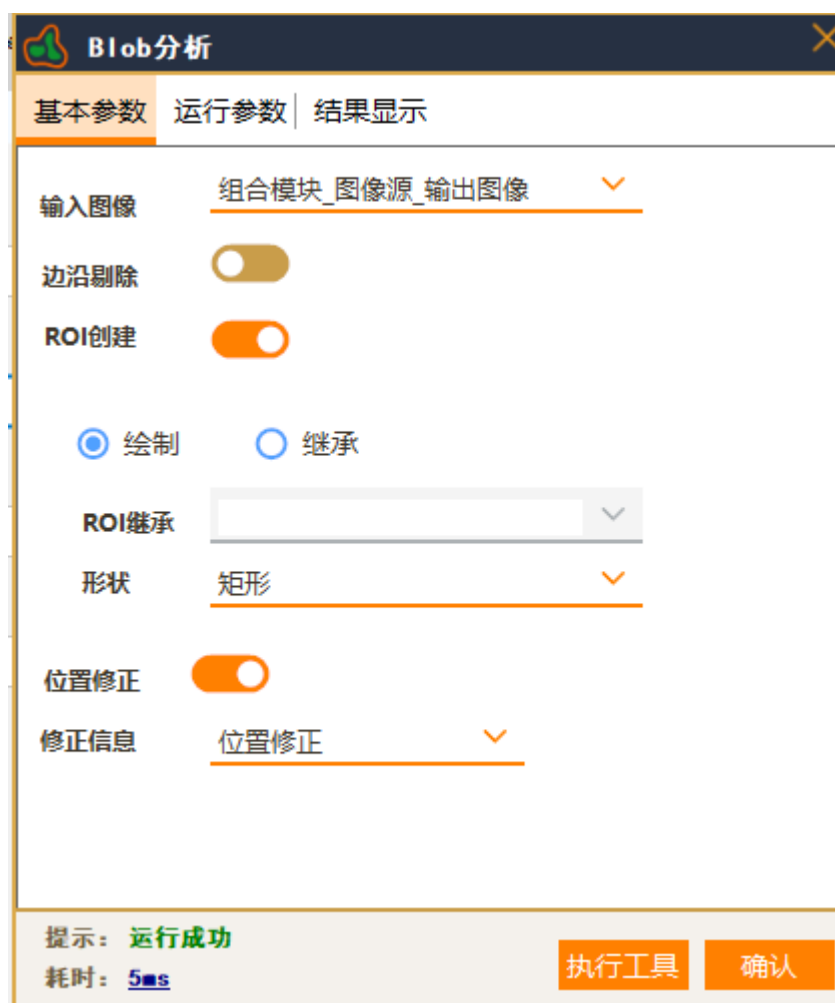 Blob分析
基本参数 运行参数 结果显示
输入图像 组合模块_图像源_输出图像
边沿剔除
ROI创建
绘制 继承
ROI继承
形状 矩形
位置修正
修正信息 位置修正
提示： 运行成功
耗时： 5ms
执行工具 确认